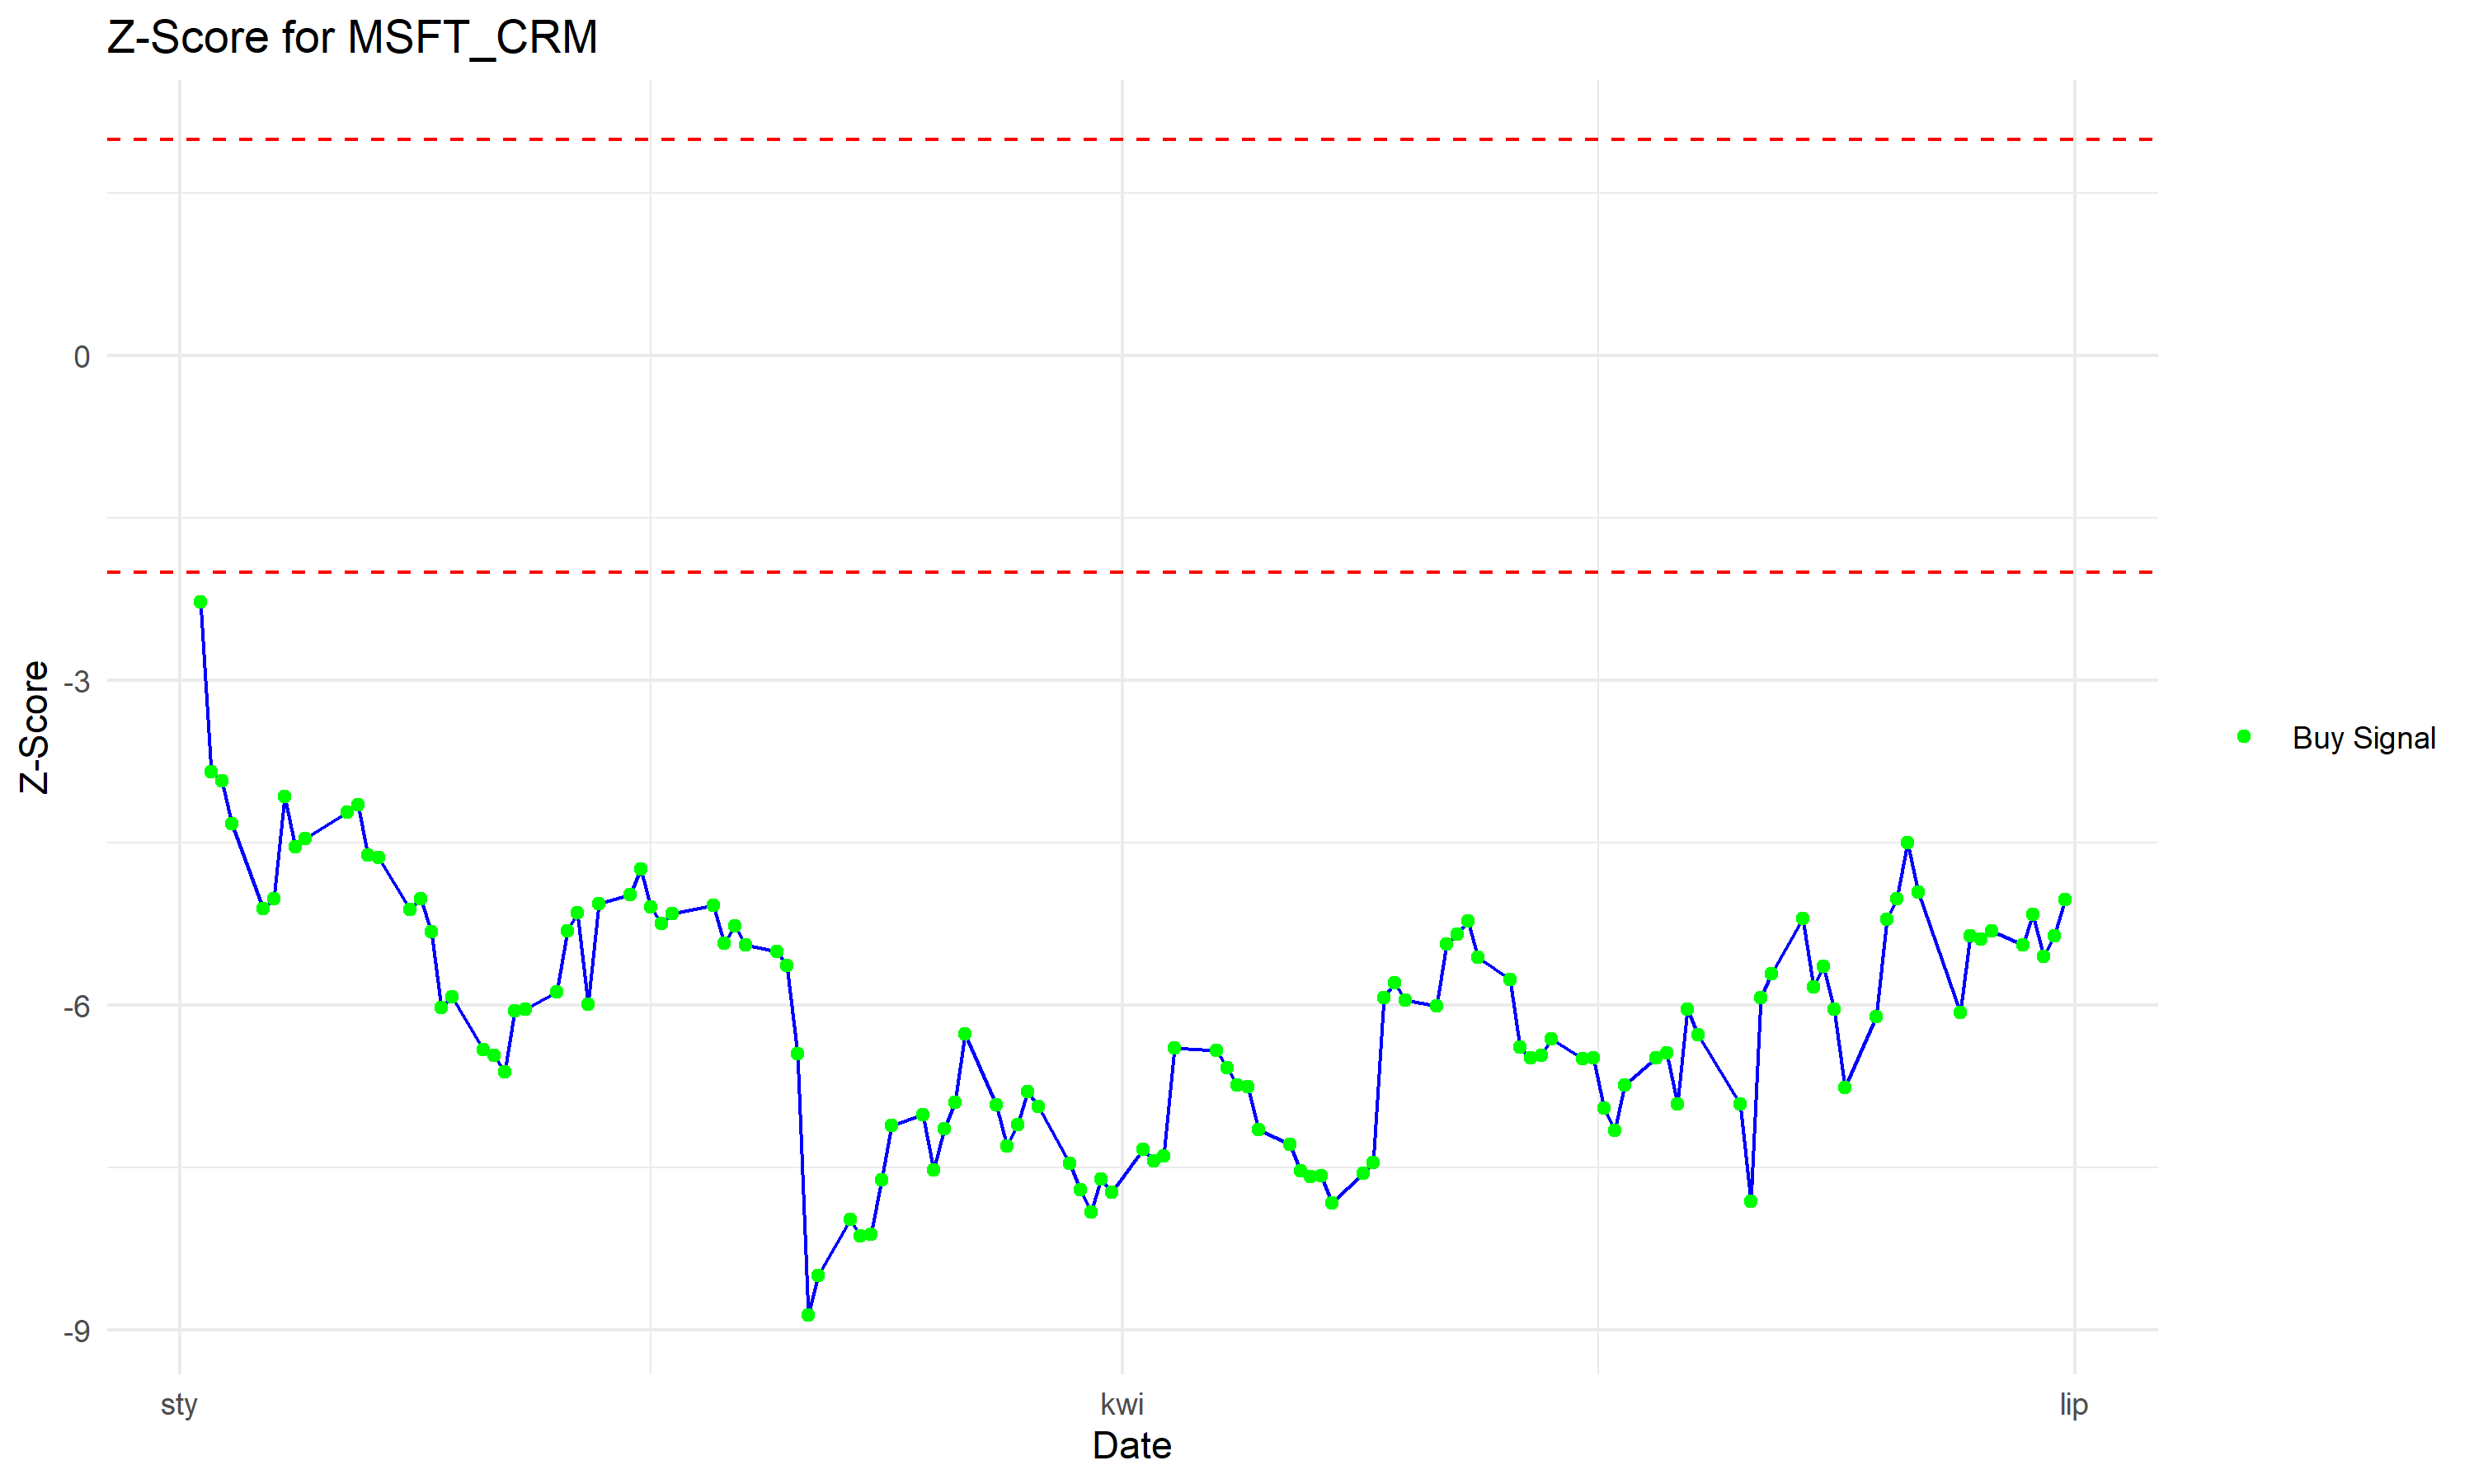 Z-Score for MSFT_CRM
0
-3
-6
-9
Z-Score
sty
kwi
lip
Date
Buy Signal